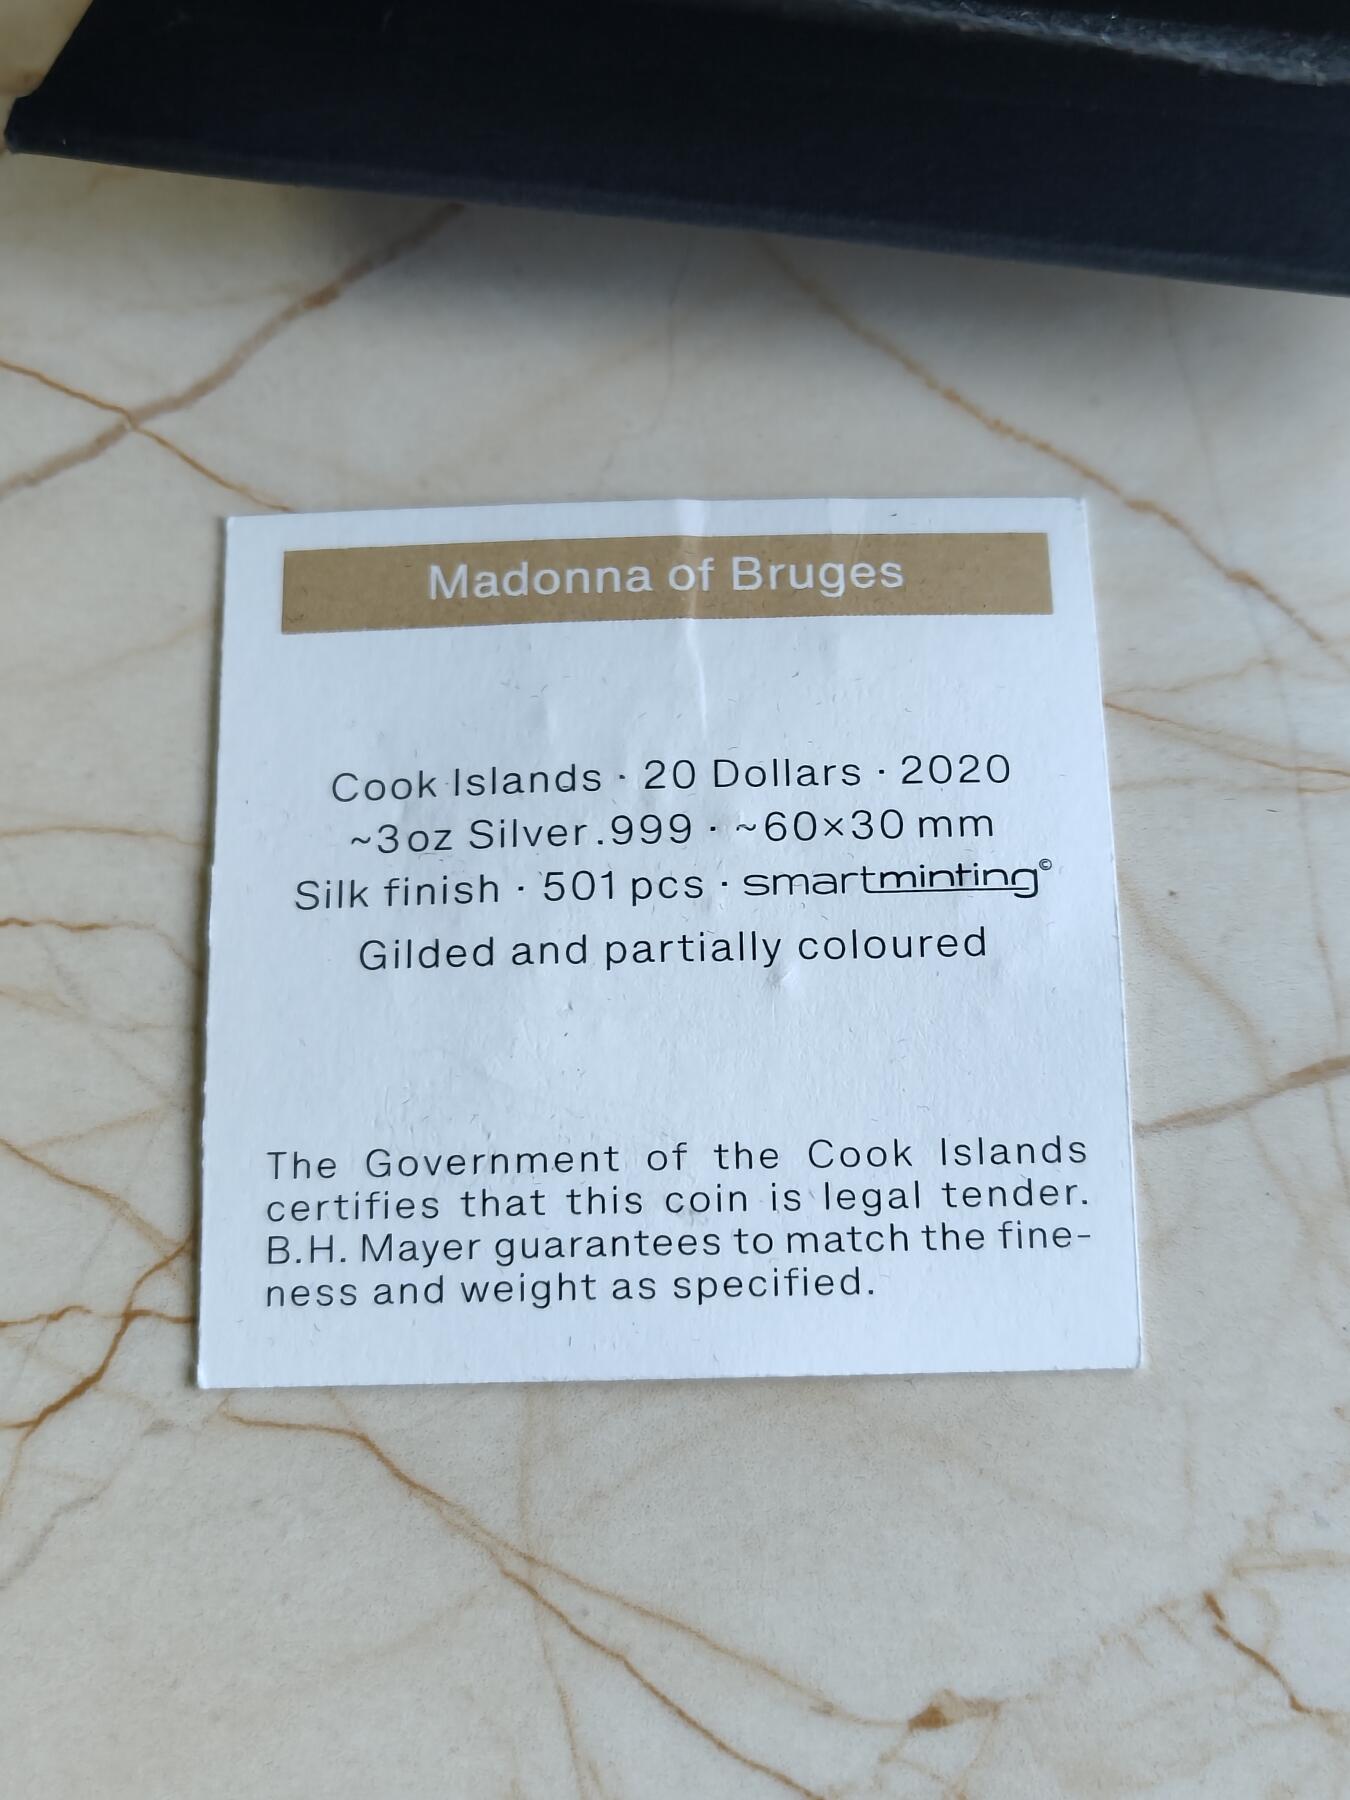 Madonna of Bruges
Cook Islands · 20 Dollars · 2020
~3oz Silver .999 · ~60×30 mm
Silk finish · 501 pcs · smartminting©
Gilded and partially coloured
The Government of the Cook Islands
certifies that this coin is legal tender.
B.H. Mayer guarantees to match the fine-
ness and weight as specified.